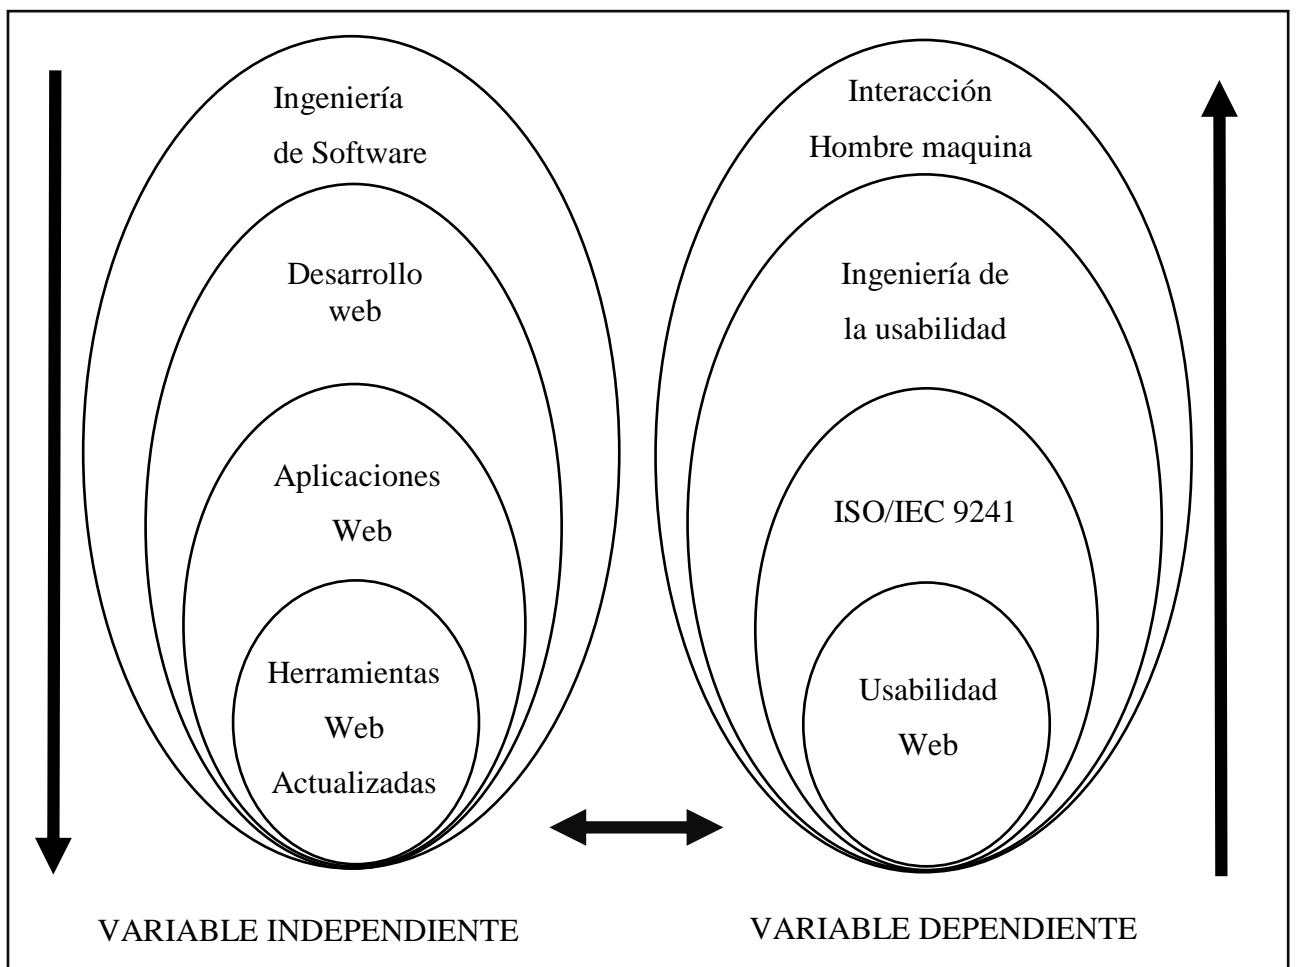 Ingeniería
de Software
Desarrollo
web
Aplicaciones
Web
Herramientas
Web
Actualizadas
VARIABLE INDEPENDIENTE
Interacción
Hombre maquina
Ingeniería de
la usabilidad
ISO/IEC 9241
Usabilidad
Web
VARIABLE DEPENDIENTE